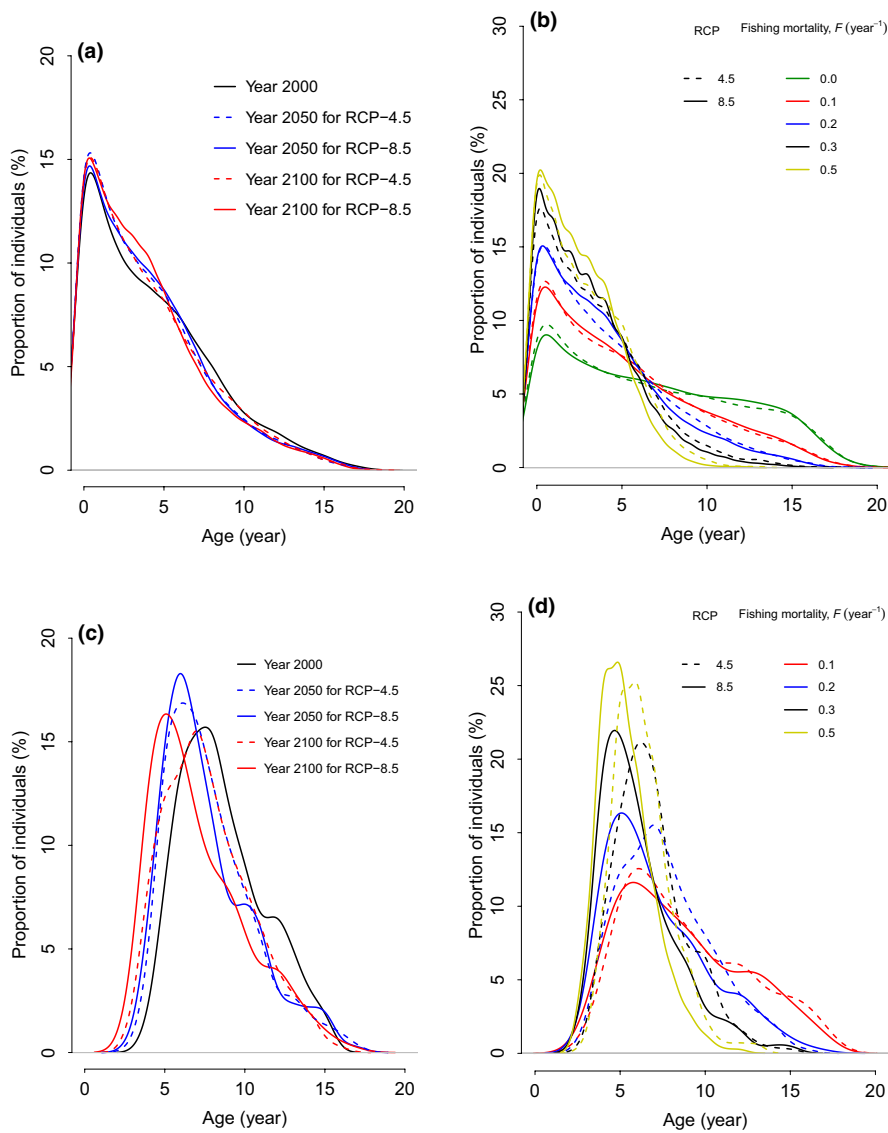 (a)
Year 2000
Year 2050 for RCP−4.5
Year 2050 for RCP−8.5
Year 2100 for RCP−4.5
Year 2100 for RCP−8.5
Proportion of individuals (%)
0 5 10 15 20
0 5 10 15 20
Age (year)
(b)
RCP
4.5
8.5
Fishing mortality, F (year⁻¹)
0.0
0.1
0.2
0.3
0.5
Proportion of individuals (%)
0 5 10 15 20 25 30
0 5 10 15 20
Age (year)
(c)
Year 2000
Year 2050 for RCP−4.5
Year 2050 for RCP−8.5
Year 2100 for RCP−4.5
Year 2100 for RCP−8.5
Proportion of individuals (%)
0 5 10 15 20
0 5 10 15 20
Age (year)
(d)
RCP
4.5
8.5
Fishing mortality, F (year⁻¹)
0.1
0.2
0.3
0.5
Proportion of individuals (%)
0 5 10 15 20 25 30
0 5 10 15 20
Age (year)